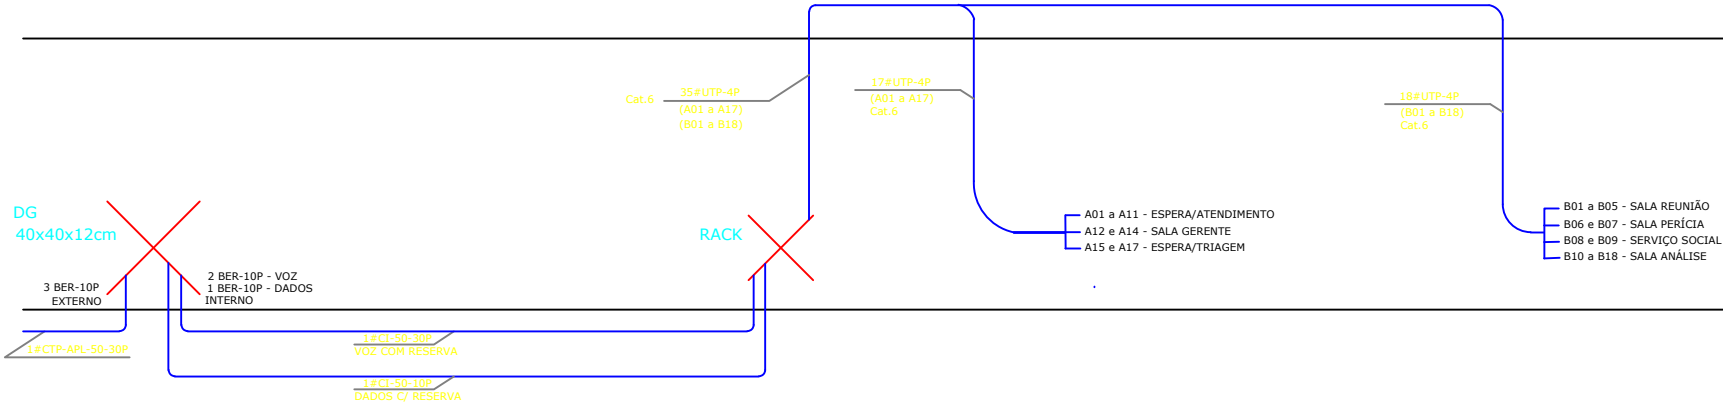 Cat.6
35#UTP-4P
(A01 a A17)
(B01 a B18)
17#UTP-4P
(A01 a A17)
Cat.6
18#UTP-4P
(B01 a B18)
Cat.6
DG
40x40x12cm
RACK
A01 a A11 - ESPERA/ATENDIMENTO
A12 e A14 - SALA GERENTE
A15 e A17 - ESPERA/TRIAGEM
B01 a B05 - SALA REUNIÃO
B06 e B07 - SALA PERÍCIA
B08 e B09 - SERVIÇO SOCIAL
B10 a B18 - SALA ANÁLISE
3 BER-10P
EXTERNO
2 BER-10P - VOZ
1 BER-10P - DADOS
INTERNO
1#CTP-APL-50-30P
1#CI-50-30P
VOZ COM RESERVA
1#CI-50-10P
DADOS C/ RESERVA